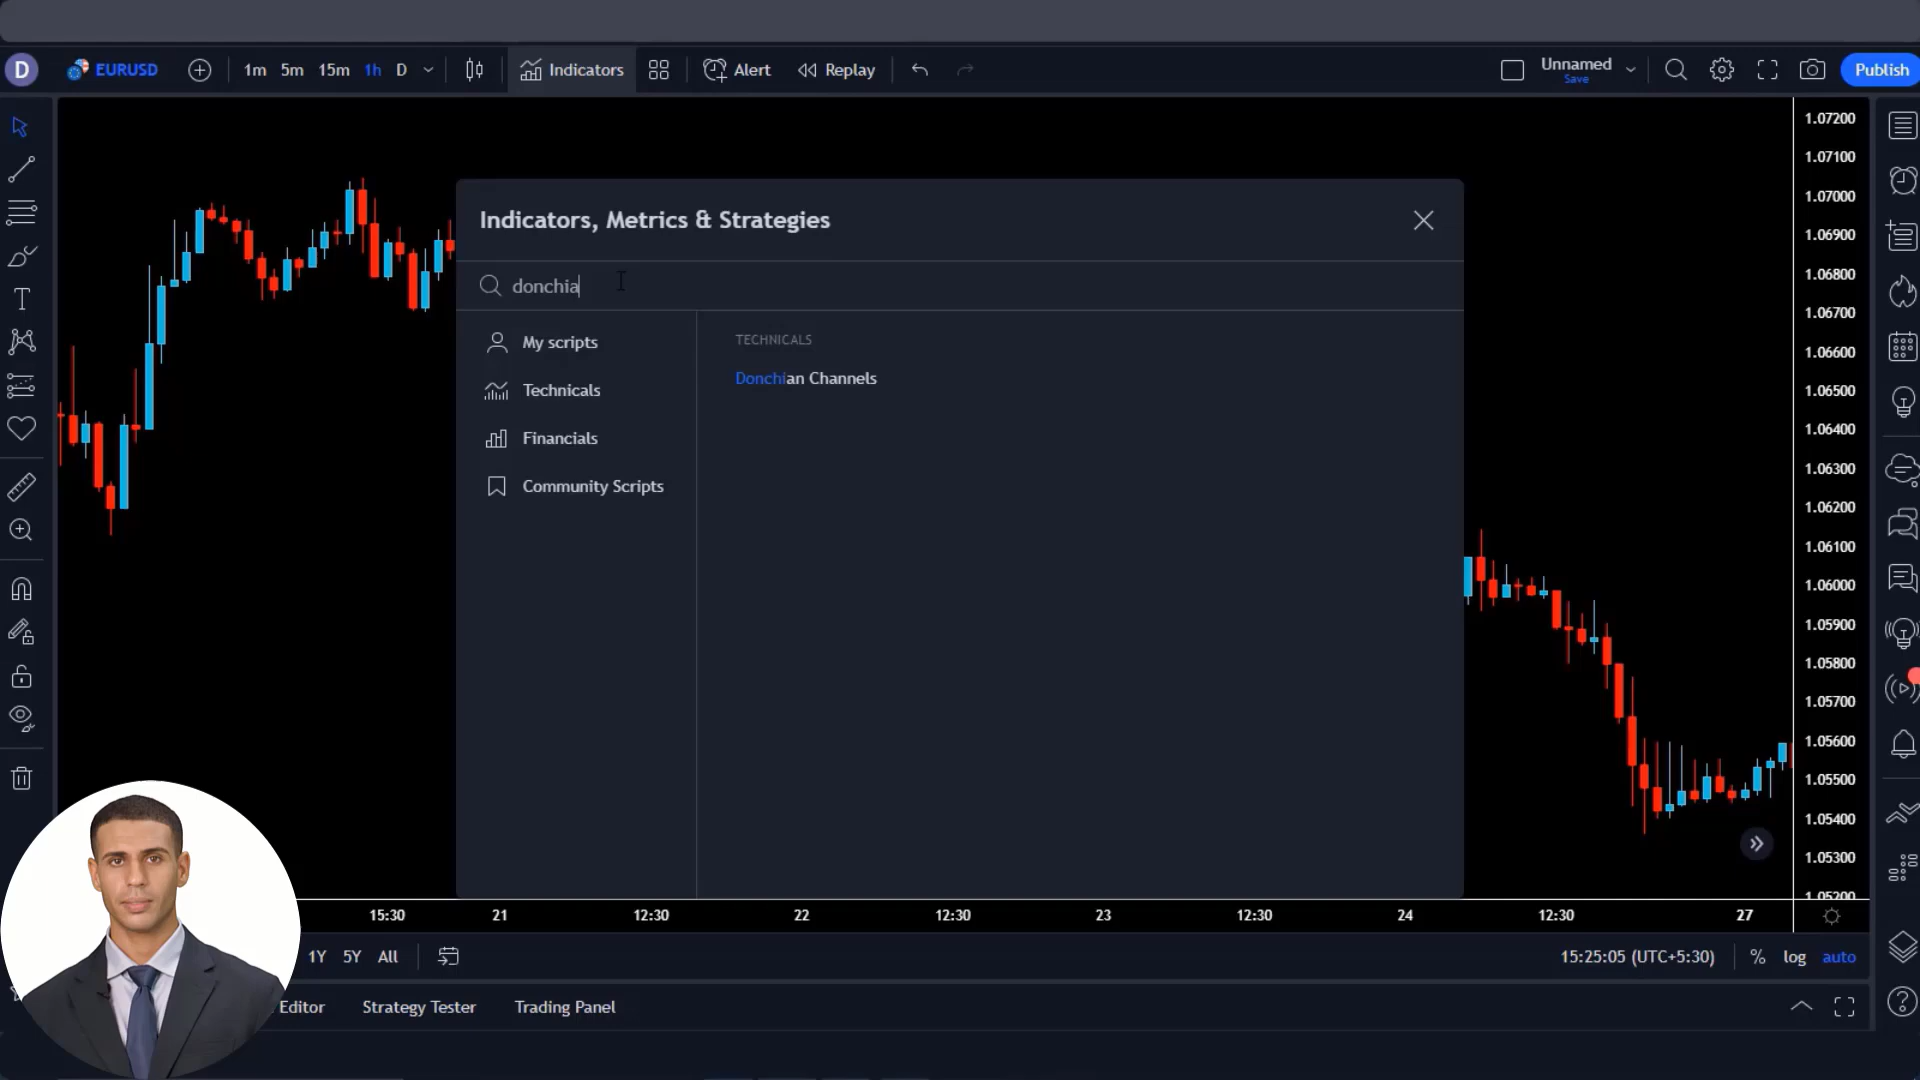 D EURUSD 1m 5m 15m 1h D Indicators Alert Replay Unnamed Save Publish
Indicators, Metrics & Strategies
donchia
My scripts
Technicals
Financials
Community Scripts
TECHNICALS
Donchian Channels
1.07200
1.07100
1.07000
1.06900
1.06800
1.06700
1.06600
1.06500
1.06400
1.06300
1.06200
1.06100
1.06000
1.05900
1.05800
1.05700
1.05600
1.05500
1.05400
1.05300
1.05200
15:30 21 12:30 22 12:30 23 12:30 24 12:30 27
1Y 5Y All 15:25:05 (UTC+5:30) % log auto
Editor Strategy Tester Trading Panel